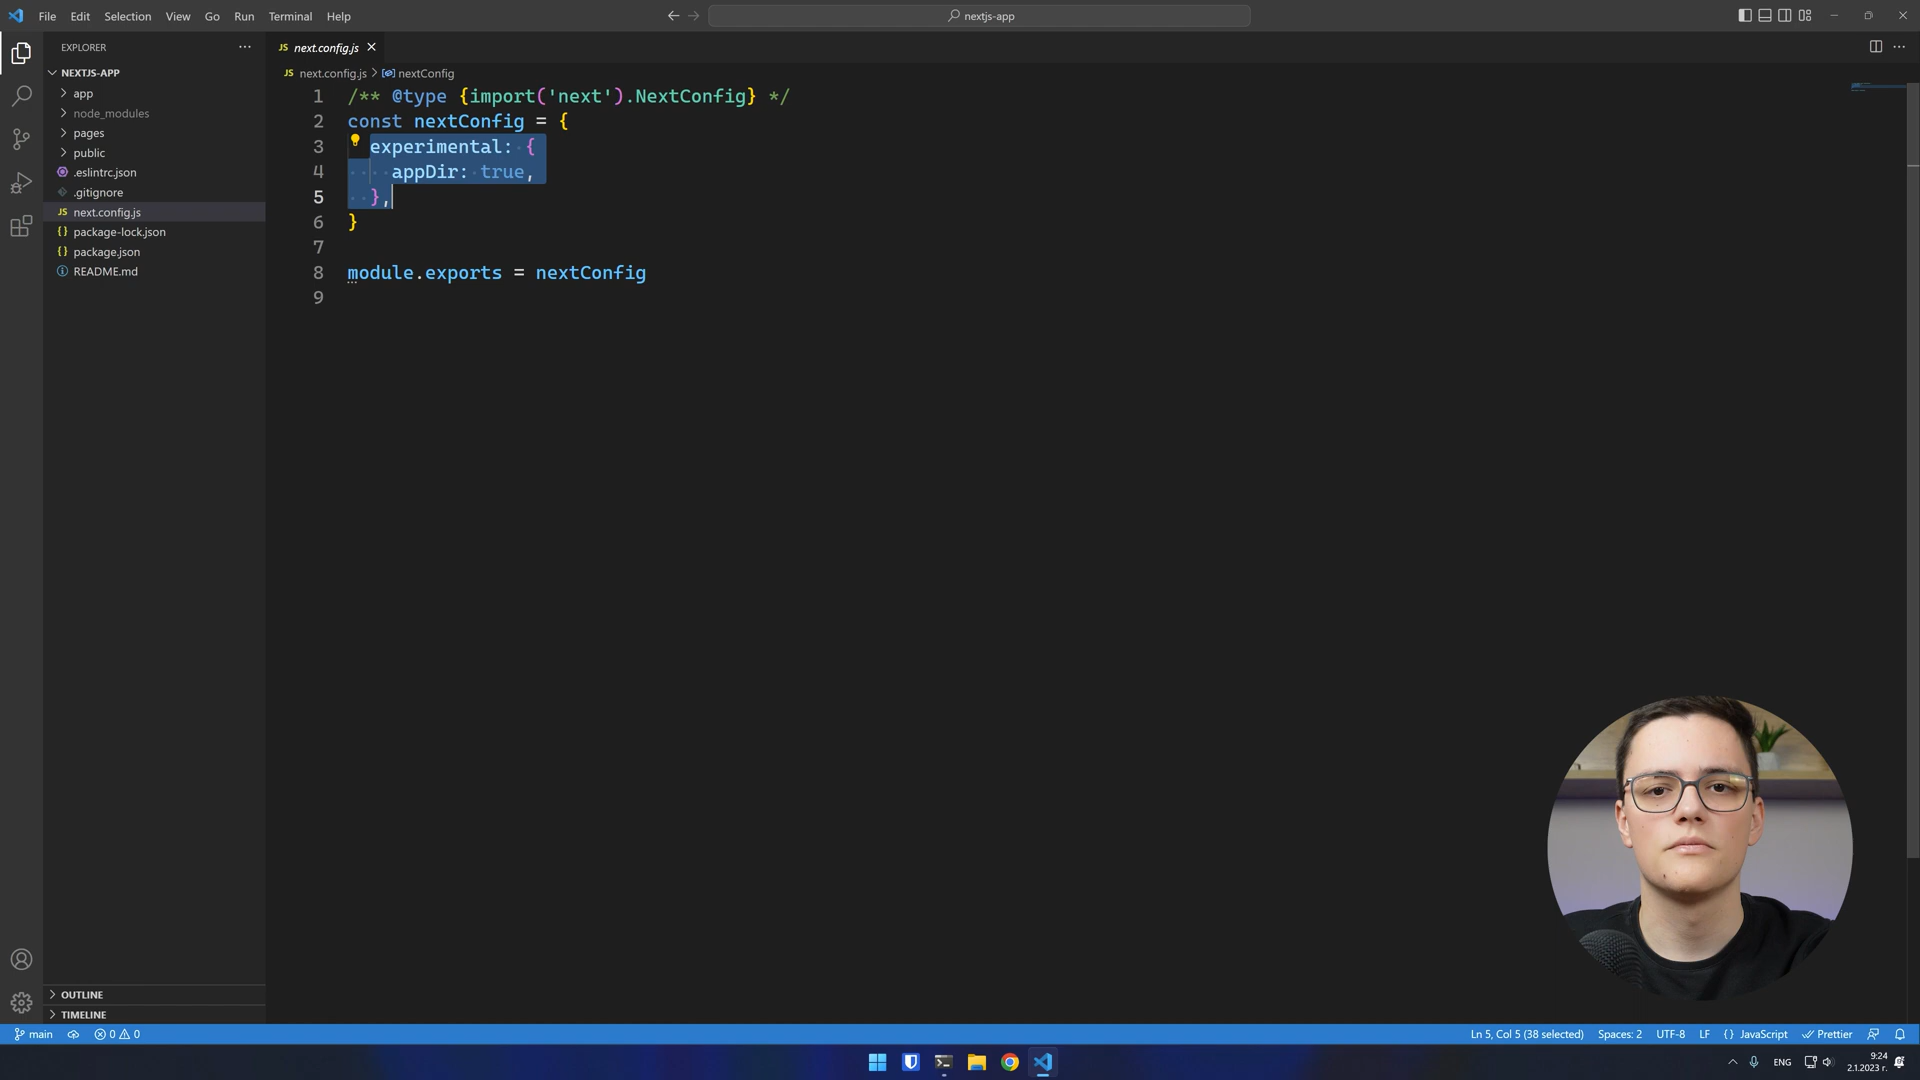 File Edit Selection View Go Run Terminal Help
nextjs-app
EXPLORER
NEXTJS-APP
app
node_modules
pages
public
.eslintrc.json
.gitignore
JS next.config.js
{} package-lock.json
{} package.json
README.md
OUTLINE
TIMELINE
JS next.config.js
JS next.config.js > nextConfig
1 /** @type {import('next').NextConfig} */
2 const nextConfig = {
3 experimental: {
4 appDir: true,
5 },
6 }
7
8 module.exports = nextConfig
9
main 0 0
Ln 5, Col 5 (38 selected) Spaces: 2 UTF-8 LF {} JavaScript Prettier
ENG
9:24
2.1.2023 г.